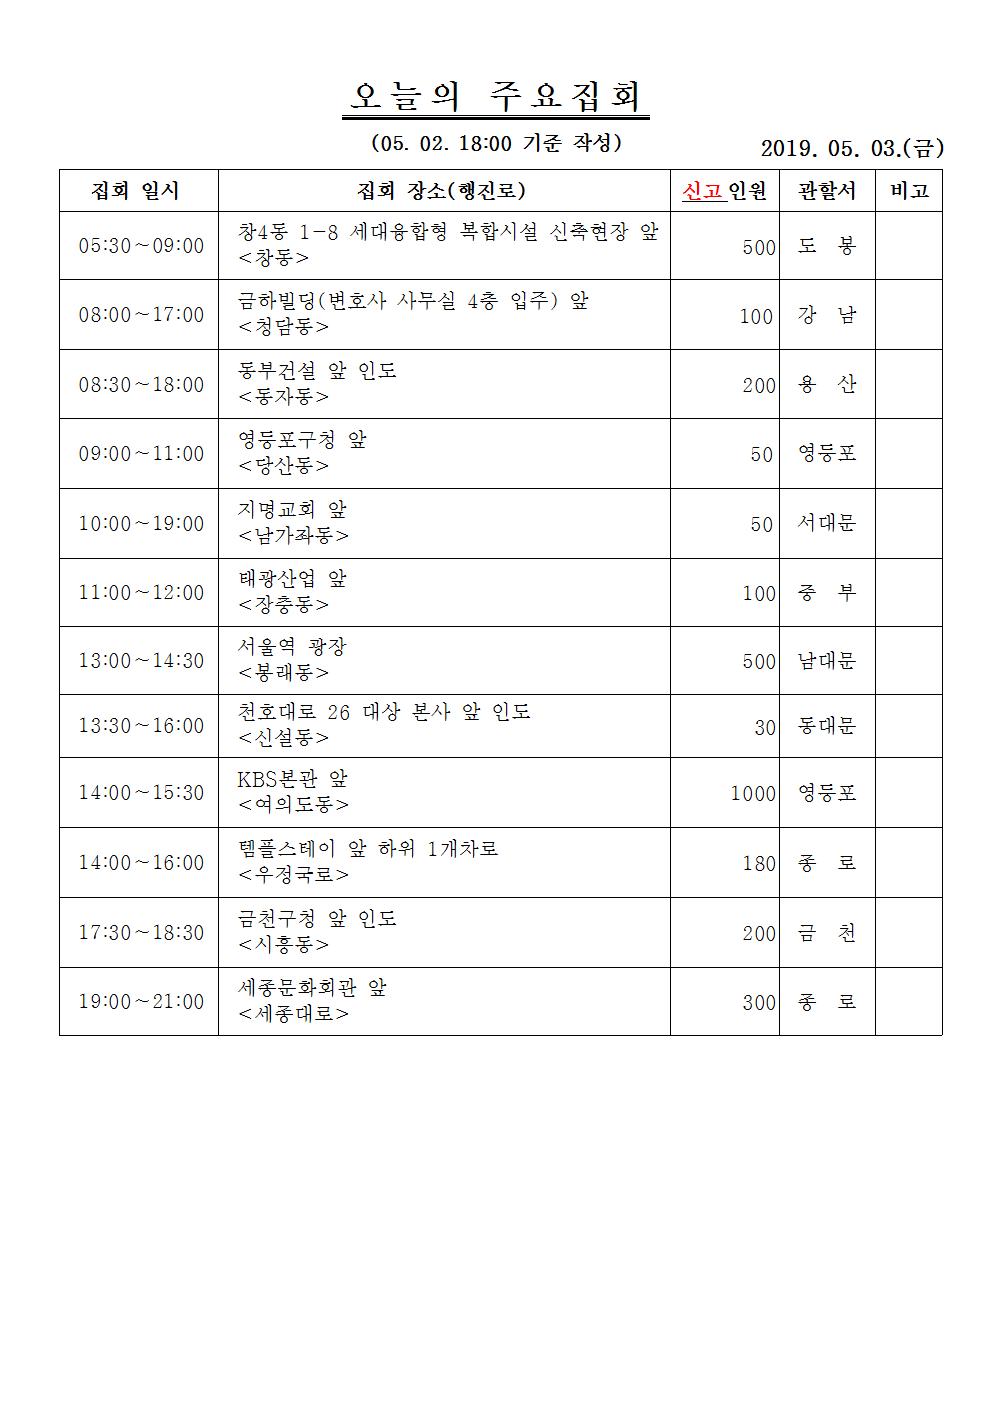 오늘의 주요집회
(05. 02. 18:00 기준 작성)
2019. 05. 03.(금)
집회 일시 집회 장소(행진로) 신고인원 관할서 비고
05:30～09:00 창4동 1-8 세대융합형 복합시설 신축현장 앞 500 도 봉
<창동>
08:00～17:00 금하빌딩(변호사 사무실 4층 입주) 앞 100 강 남
<청담동>
08:30～18:00 동부건설 앞 인도 200 용 산
<동자동>
09:00～11:00 영등포구청 앞 50 영등포
<당산동>
10:00～19:00 지명교회 앞 50 서대문
<남가좌동>
11:00～12:00 태광산업 앞 100 중 부
<장충동>
13:00～14:30 서울역 광장 500 남대문
<봉래동>
13:30～16:00 천호대로 26 대상 본사 앞 인도 30 동대문
<신설동>
14:00～15:30 KBS본관 앞 1000 영등포
<여의도동>
14:00～16:00 템플스테이 앞 하위 1개차로 180 종 로
<우정국로>
17:30～18:30 금천구청 앞 인도 200 금 천
<시흥동>
19:00～21:00 세종문화회관 앞 300 종 로
<세종대로>